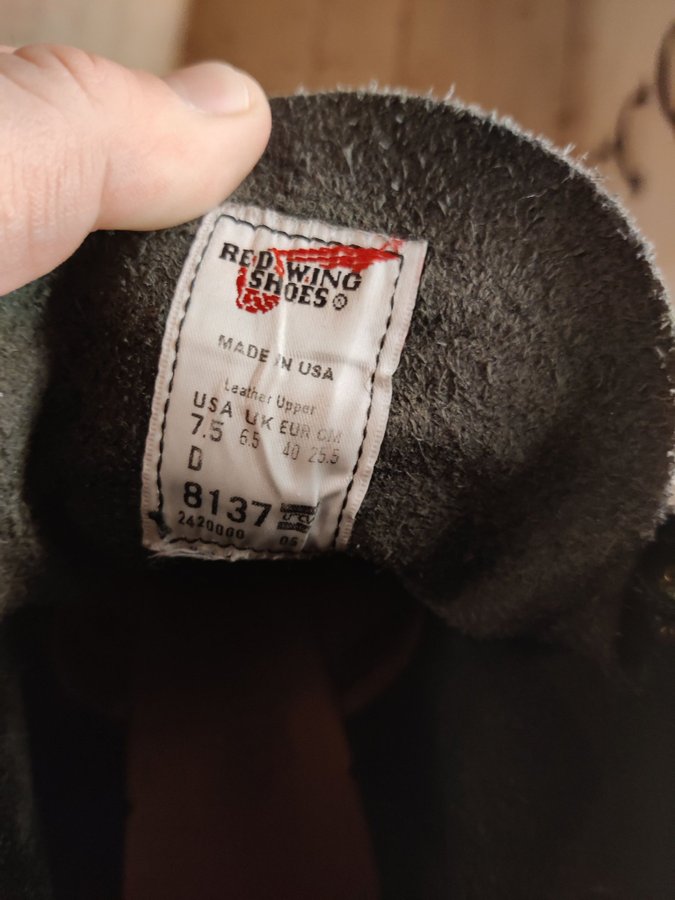 RED WING
SHOES®
MADE IN USA
Leather Upper
USA UK EUR CM
7.5 6.5 40 25.5
D
8137
2420000 06